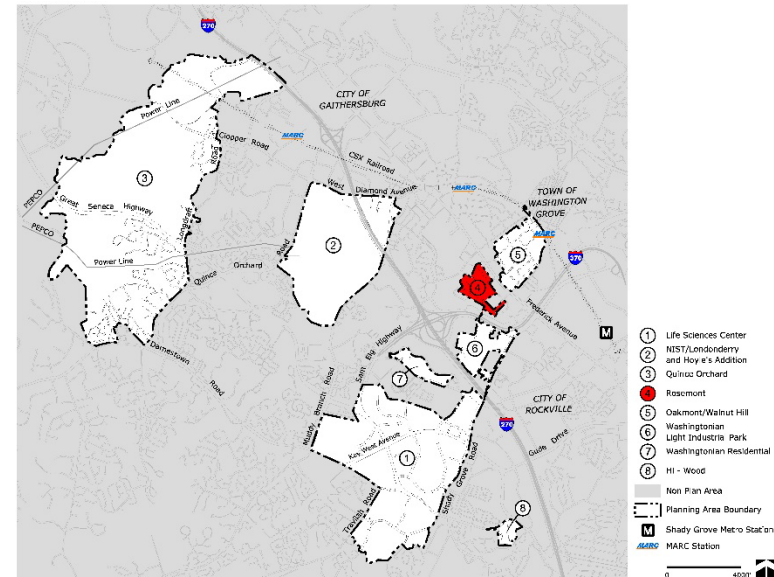 270
CITY OF
GAITHERSBURG
Power Line
Clopper Road
MARC
CSX Railroad
3
Road
West Diamond Avenue
MARC
TOWN OF
WASHINGTON
GROVE
PEPCO
Great Seneca Highway
Longdraft
2
MARC
5
370
PEPCO
Power Line
Quince Orchard Road
4
Frederick Avenue
M
Sam Eig Highway
6
Darnestown Road
7
Muddy Branch Road
CITY OF
ROCKVILLE
270
Key West Avenue
1
Shady Grove Road
Gude Drive
Travilah Road
8
1 Life Sciences Center
2 NIST/Londonderry
and Hoyle's Addition
3 Quince Orchard
4 Rosemont
5 Oakmont/Walnut Hill
6 Washingtonian
Light Industrial Park
7 Washingtonian Residential
8 Hi - Wood
Non Plan Area
Planning Area Boundary
M Shady Grove Metro Station
MARC MARC Station
0 4000'